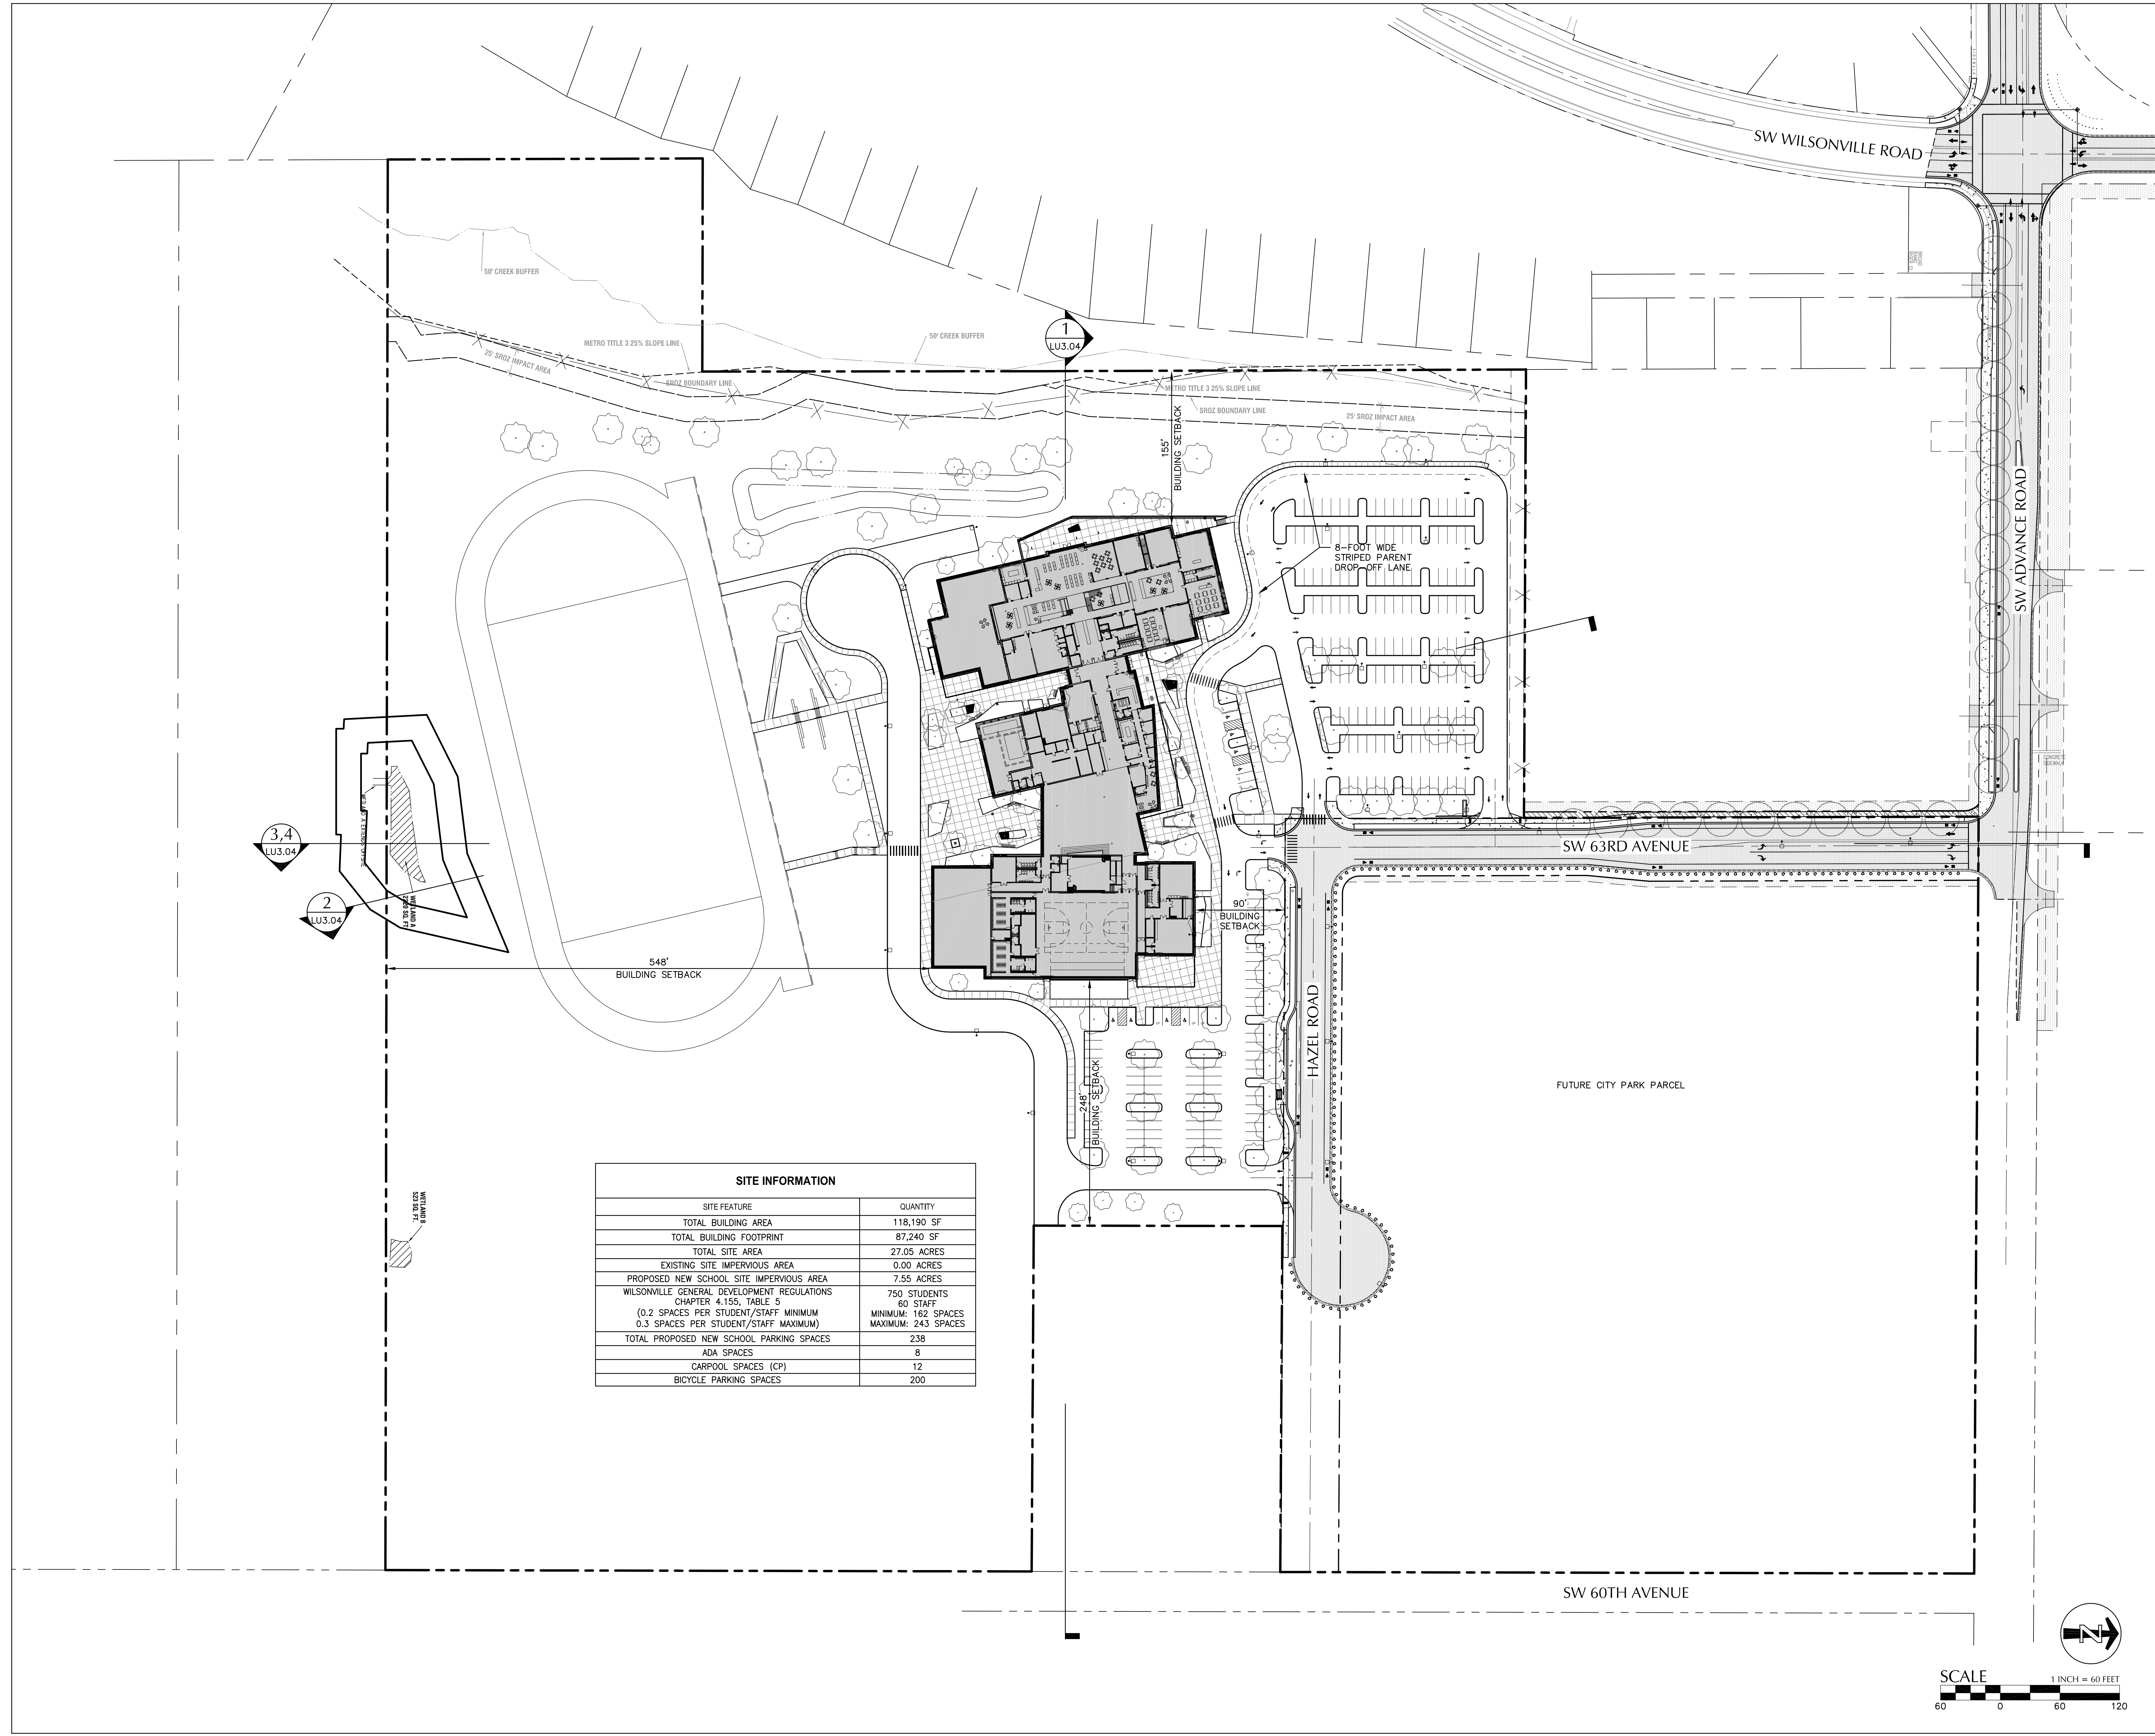 SW WILSONVILLE ROAD
50' CREEK BUFFER
50' CREEK BUFFER
METRO TITLE 3 25% SLOPE LINE
25' SROZ IMPACT AREA
SROZ BOUNDARY LINE
1
LU3.04
METRO TITLE 3 25% SLOPE LINE
SROZ BOUNDARY LINE
25' SROZ IMPACT AREA
155'
BUILDING SETBACK
8-FOOT WIDE
STRIPED PARENT
DROP-OFF LANE
SW ADVANCE ROAD
CONCRETE
SIDEWALK
SW 63RD AVENUE
3,4
LU3.04
2
LU3.04
WETLAND A EXTENDS OFFSITE
WETLAND A
90'
BUILDING
SETBACK
548'
BUILDING SETBACK
HAZEL ROAD
248'
BUILDING SETBACK
FUTURE CITY PARK PARCEL
WETLAND B
523 SQ. FT.
SITE INFORMATION
SITE FEATURE QUANTITY
TOTAL BUILDING AREA 118,190 SF
TOTAL BUILDING FOOTPRINT 87,240 SF
TOTAL SITE AREA 27.05 ACRES
EXISTING SITE IMPERVIOUS AREA 0.00 ACRES
PROPOSED NEW SCHOOL SITE IMPERVIOUS AREA 7.55 ACRES
WILSONVILLE GENERAL DEVELOPMENT REGULATIONS
CHAPTER 4.155, TABLE 5
(0.2 SPACES PER STUDENT/STAFF MINIMUM
0.3 SPACES PER STUDENT/STAFF MAXIMUM)
750 STUDENTS
60 STAFF
MINIMUM: 162 SPACES
MAXIMUM: 243 SPACES
TOTAL PROPOSED NEW SCHOOL PARKING SPACES 238
ADA SPACES 8
CARPOOL SPACES (CP) 12
BICYCLE PARKING SPACES 200
SW 60TH AVENUE
N
SCALE
1 INCH = 60 FEET
60 0 60 120